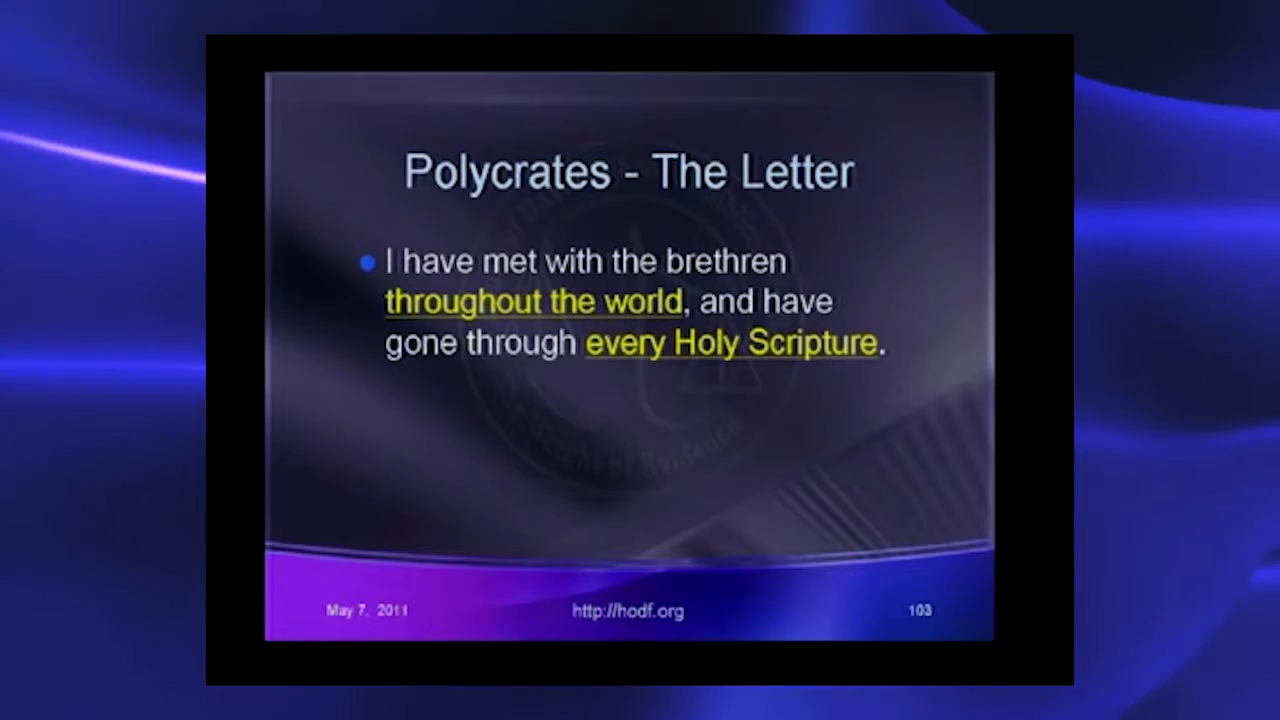 Polycrates - The Letter
I have met with the brethren
throughout the world, and have
gone through every Holy Scripture.
May 7, 2011
http://hodf.org
103